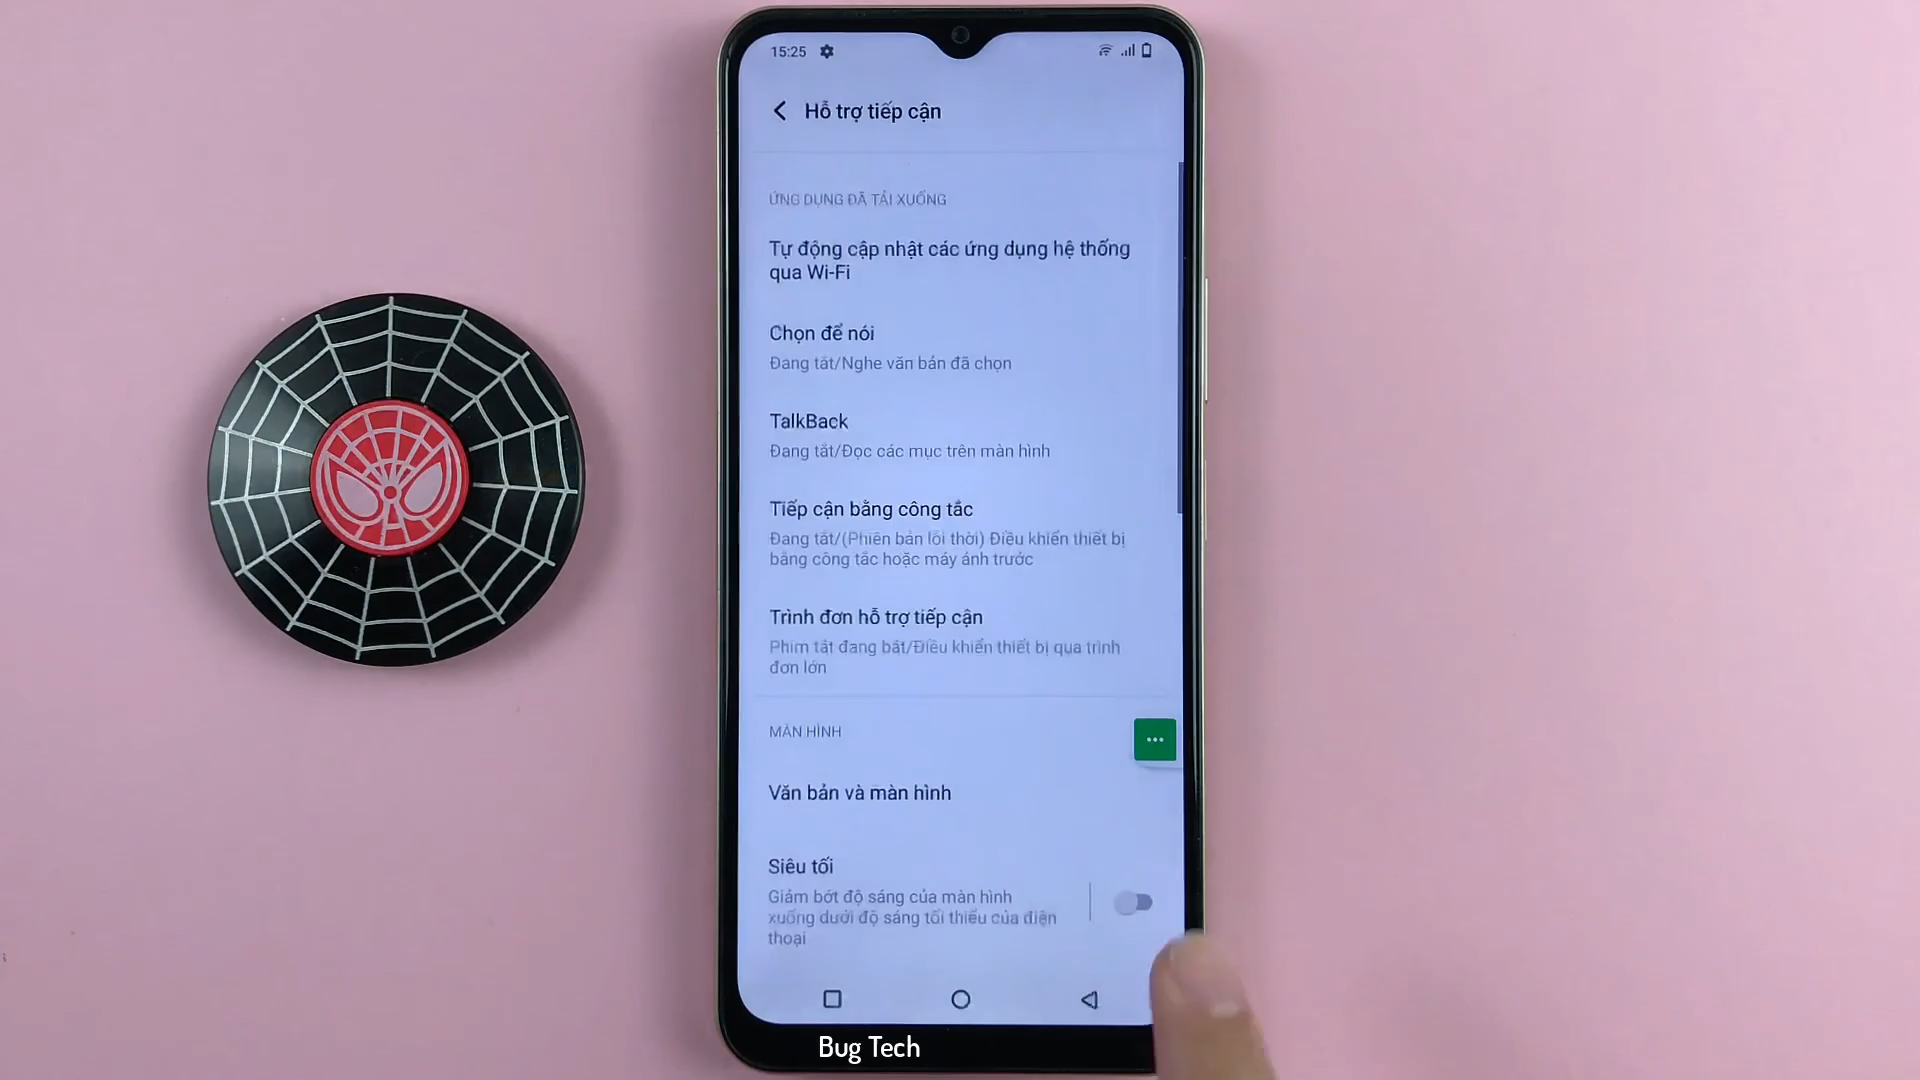 15:25
Hỗ trợ tiếp cận
ỨNG DỤNG ĐÃ TẢI XUỐNG
Tự động cập nhật các ứng dụng hệ thống
qua Wi-Fi
Chọn để nói
Đang tắt/Nghe văn bản đã chọn
TalkBack
Đang tắt/Đọc các mục trên màn hình
Tiếp cận bằng công tắc
Đang tắt/(Phiên bản lỗi thời) Điều khiển thiết bị
bằng công tắc hoặc máy ảnh trước
Trình đơn hỗ trợ tiếp cận
Phím tắt đang bật/Điều khiển thiết bị qua trình
đơn lớn
MÀN HÌNH
Văn bản và màn hình
Siêu tối
Giảm bớt độ sáng của màn hình
xuống dưới độ sáng tối thiểu của điện
thoại
Bug Tech